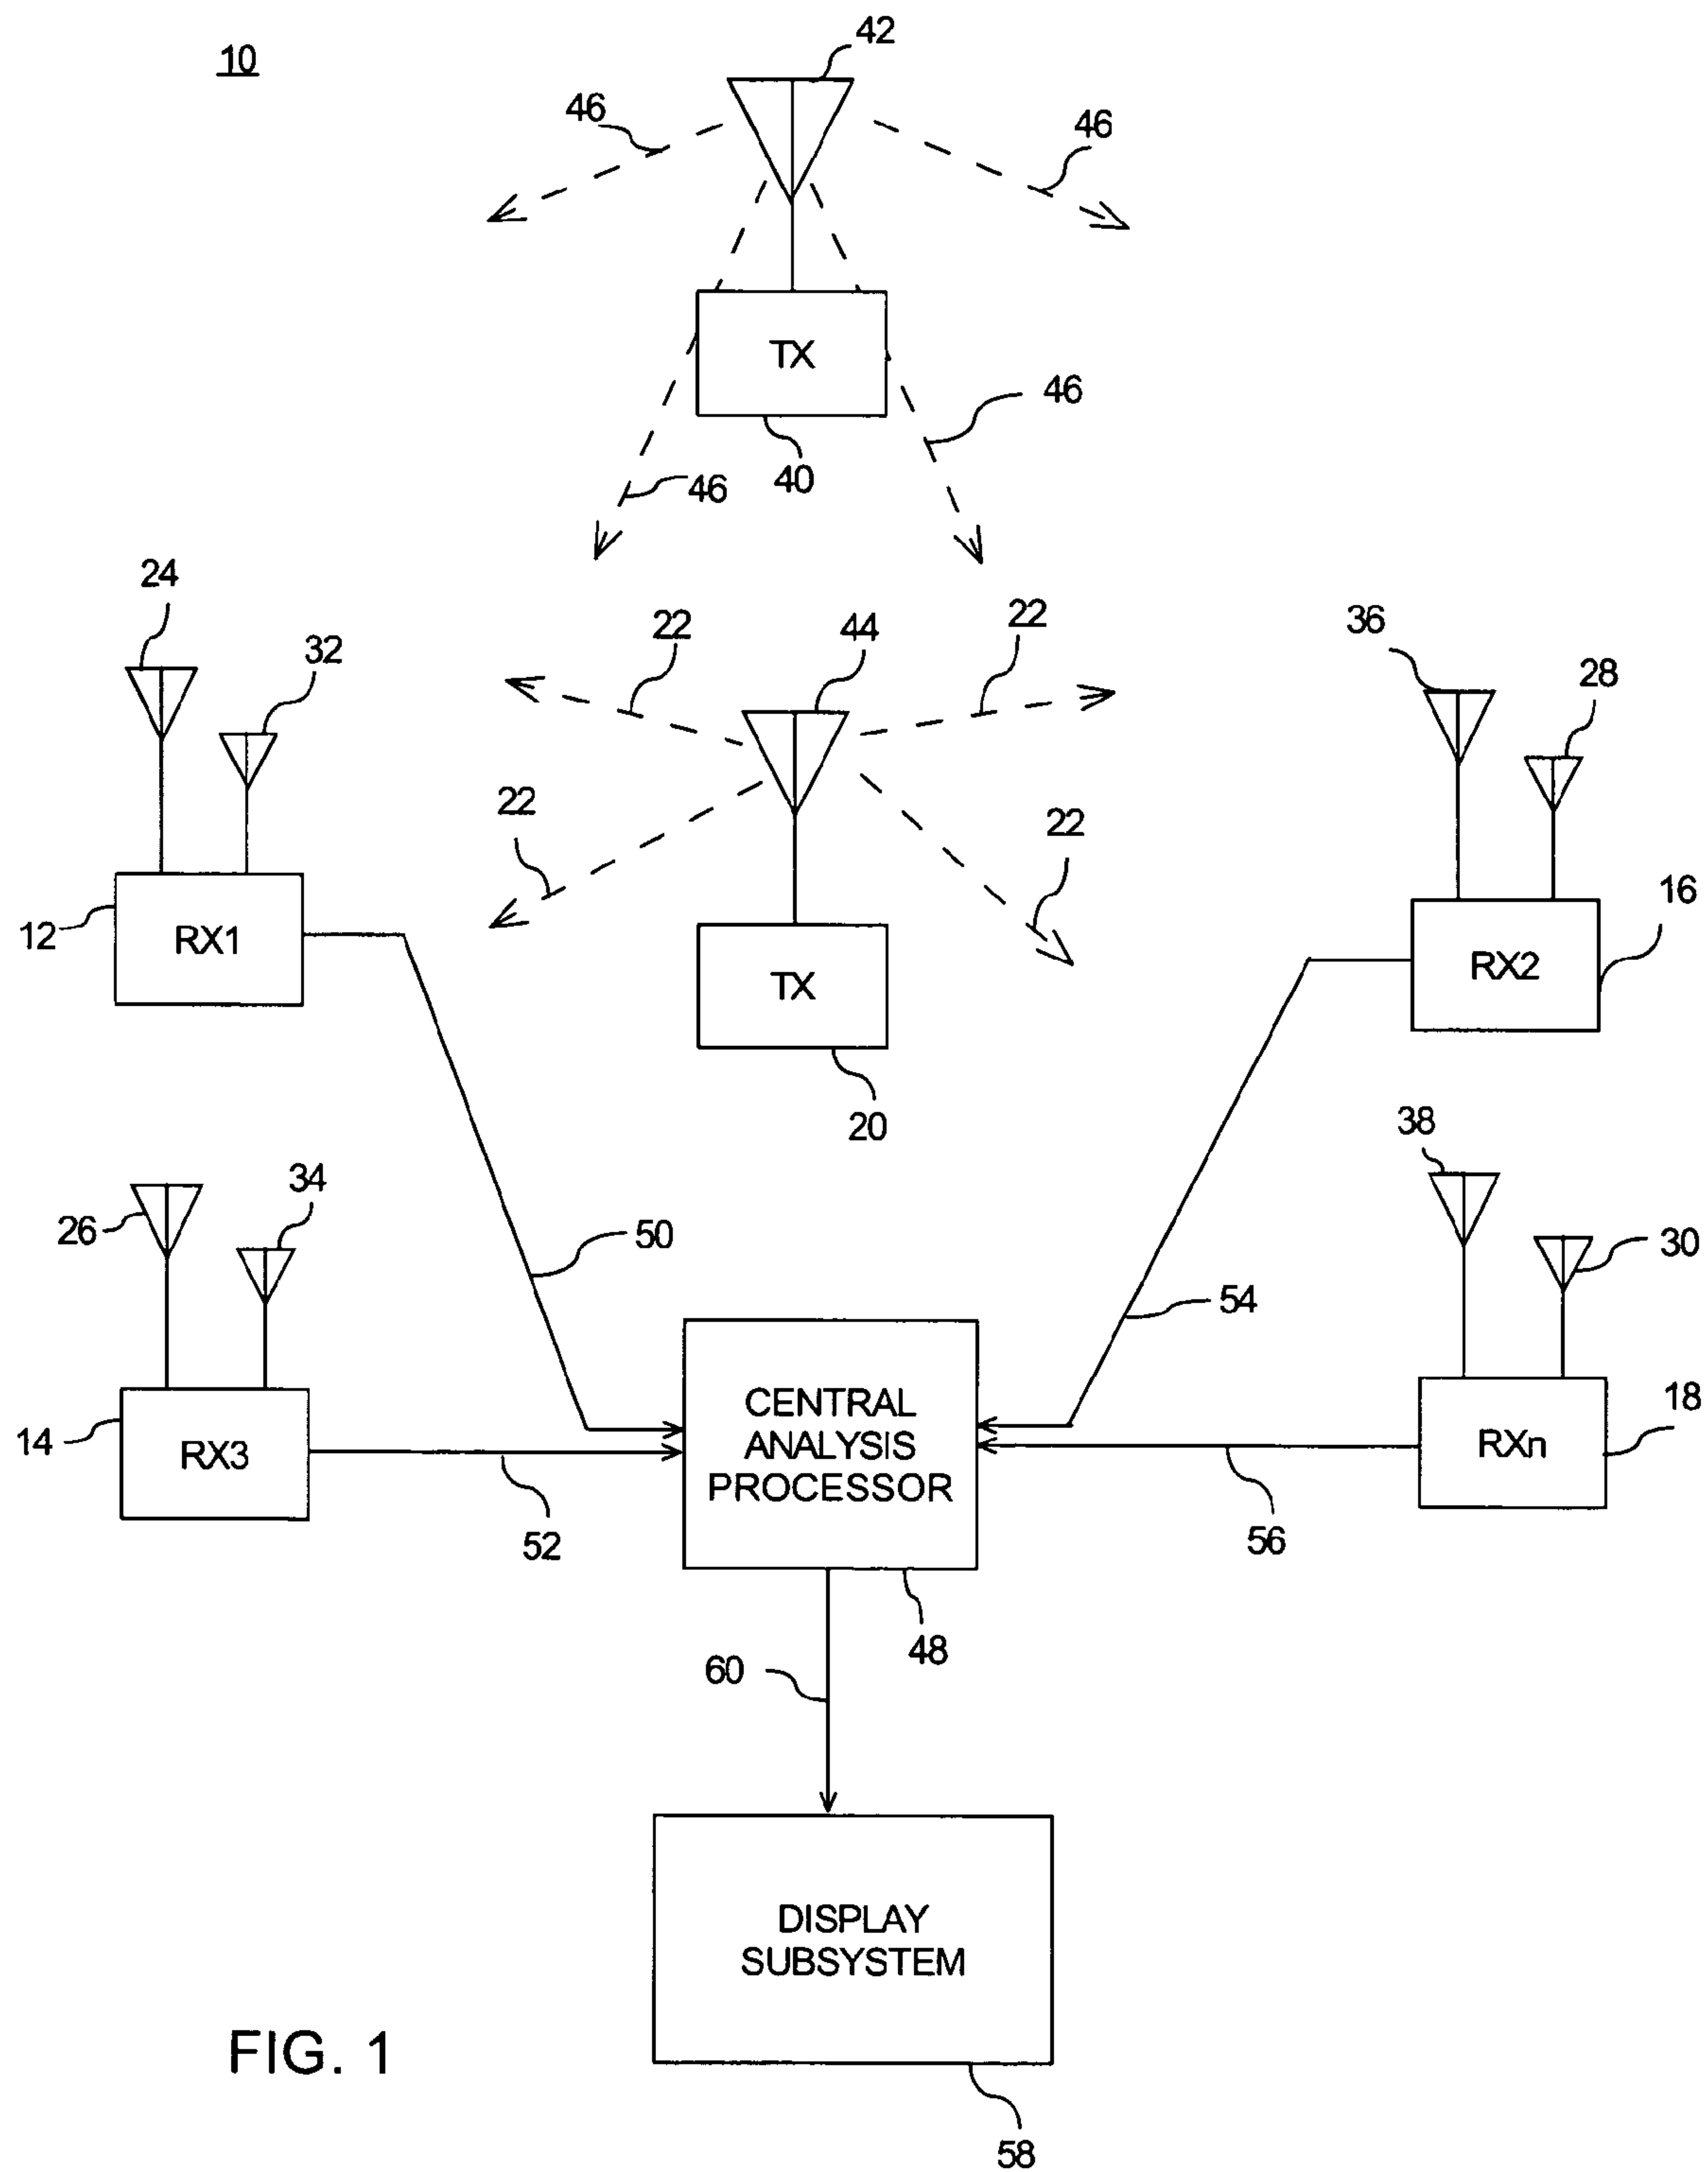 10
42
46
46
TX
46
40
46
24
32
22
44
22
36
28
22
22
12
RX1
TX
RX2
16
20
26
34
38
30
50
54
14
RX3
CENTRAL
ANALYSIS
PROCESSOR
RXn
18
52
56
48
60
DISPLAY
SUBSYSTEM
FIG. 1
58